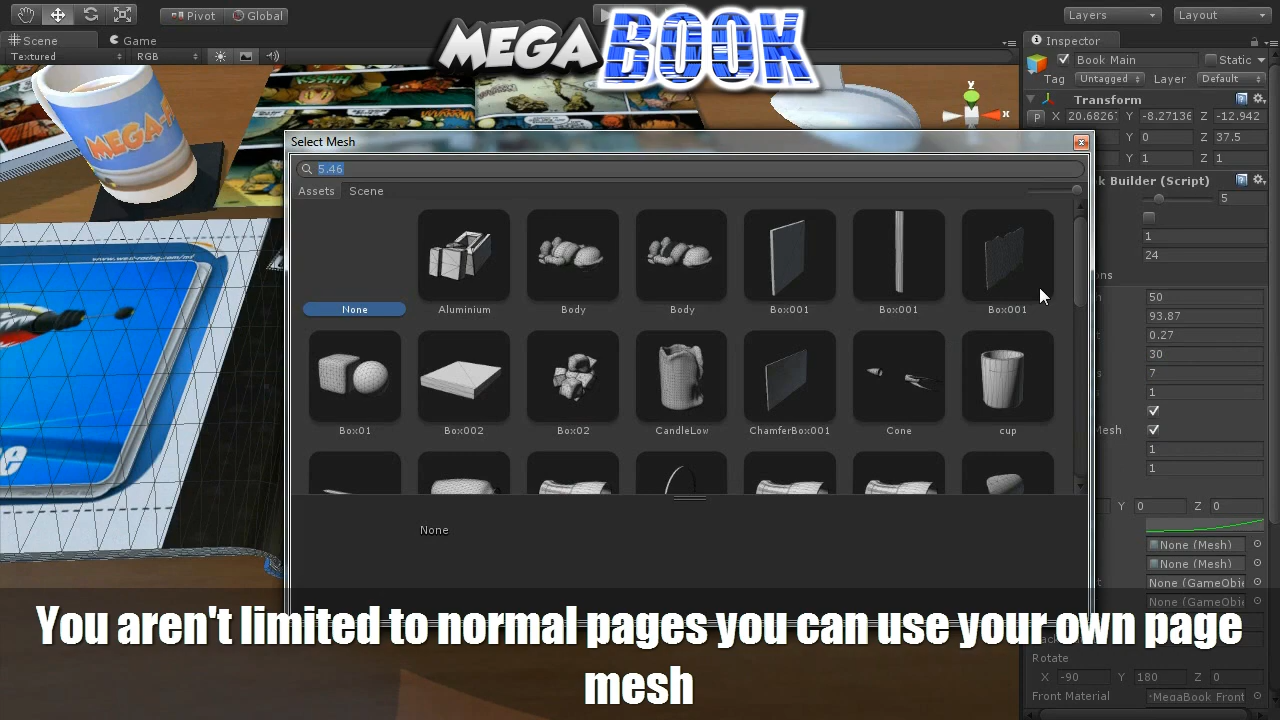 Pivot
Global
Layers
Layout
Scene
Game
Inspector
Textured
RGB
MEGA BOOK
Book Main
Static
Tag
Untagged
Layer
Default
Transform
P X 20.6826 Y -8.27136 Z -12.942
Y 0 Z 37.5
Y 1 Z 1
k Builder (Script)
5
1
24
ons
50
93.87
0.27
30
7
1
Mesh
1
1
Y 0 Z 0
None (Mesh)
None (Mesh)
None (GameObje
None (GameObje
Rotate
X -90 Y 180 Z 0
Front Material
MegaBook Front
Select Mesh
5.46
Assets
Scene
None
Aluminium
Body
Body
Box001
Box001
Box001
Box01
Box002
Box02
CandleLow
ChamferBox001
Cone
cup
None
You aren't limited to normal pages you can use your own page
mesh